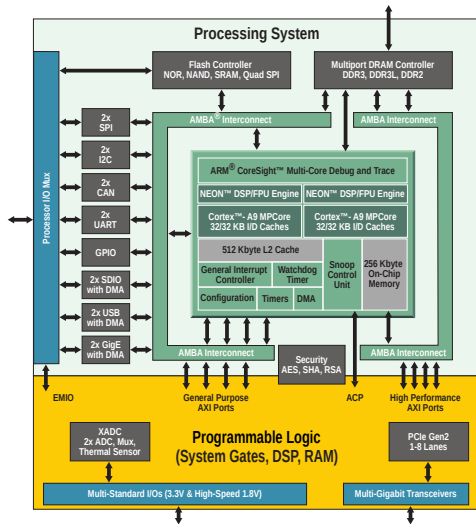 Processing System
Flash Controller
NOR, NAND, SRAM, Quad SPI
Multiport DRAM Controller
DDR3, DDR3L, DDR2
AMBA® Interconnect
AMBA Interconnect
Processor I/O Mux
2x
SPI
2x
I2C
2x
CAN
2x
UART
GPIO
2x SDIO
with DMA
2x USB
with DMA
2x GigE
with DMA
ARM® CoreSight™ Multi-Core Debug and Trace
NEON™ DSP/FPU Engine
NEON™ DSP/FPU Engine
Cortex™- A9 MPCore
32/32 KB I/D Caches
Cortex™- A9 MPCore
32/32 KB I/D Caches
512 Kbyte L2 Cache
Snoop
Control
Unit
256 Kbyte
On-Chip
Memory
General Interrupt
Controller
Watchdog
Timer
Configuration
Timers
DMA
AMBA Interconnect
Security
AES, SHA, RSA
AMBA Interconnect
EMIO
General Purpose
AXI Ports
ACP
High Performance
AXI Ports
XADC
2x ADC, Mux,
Thermal Sensor
Programmable Logic
(System Gates, DSP, RAM)
PCIe Gen2
1-8 Lanes
Multi-Standard I/Os (3.3V & High-Speed 1.8V)
Multi-Gigabit Transceivers